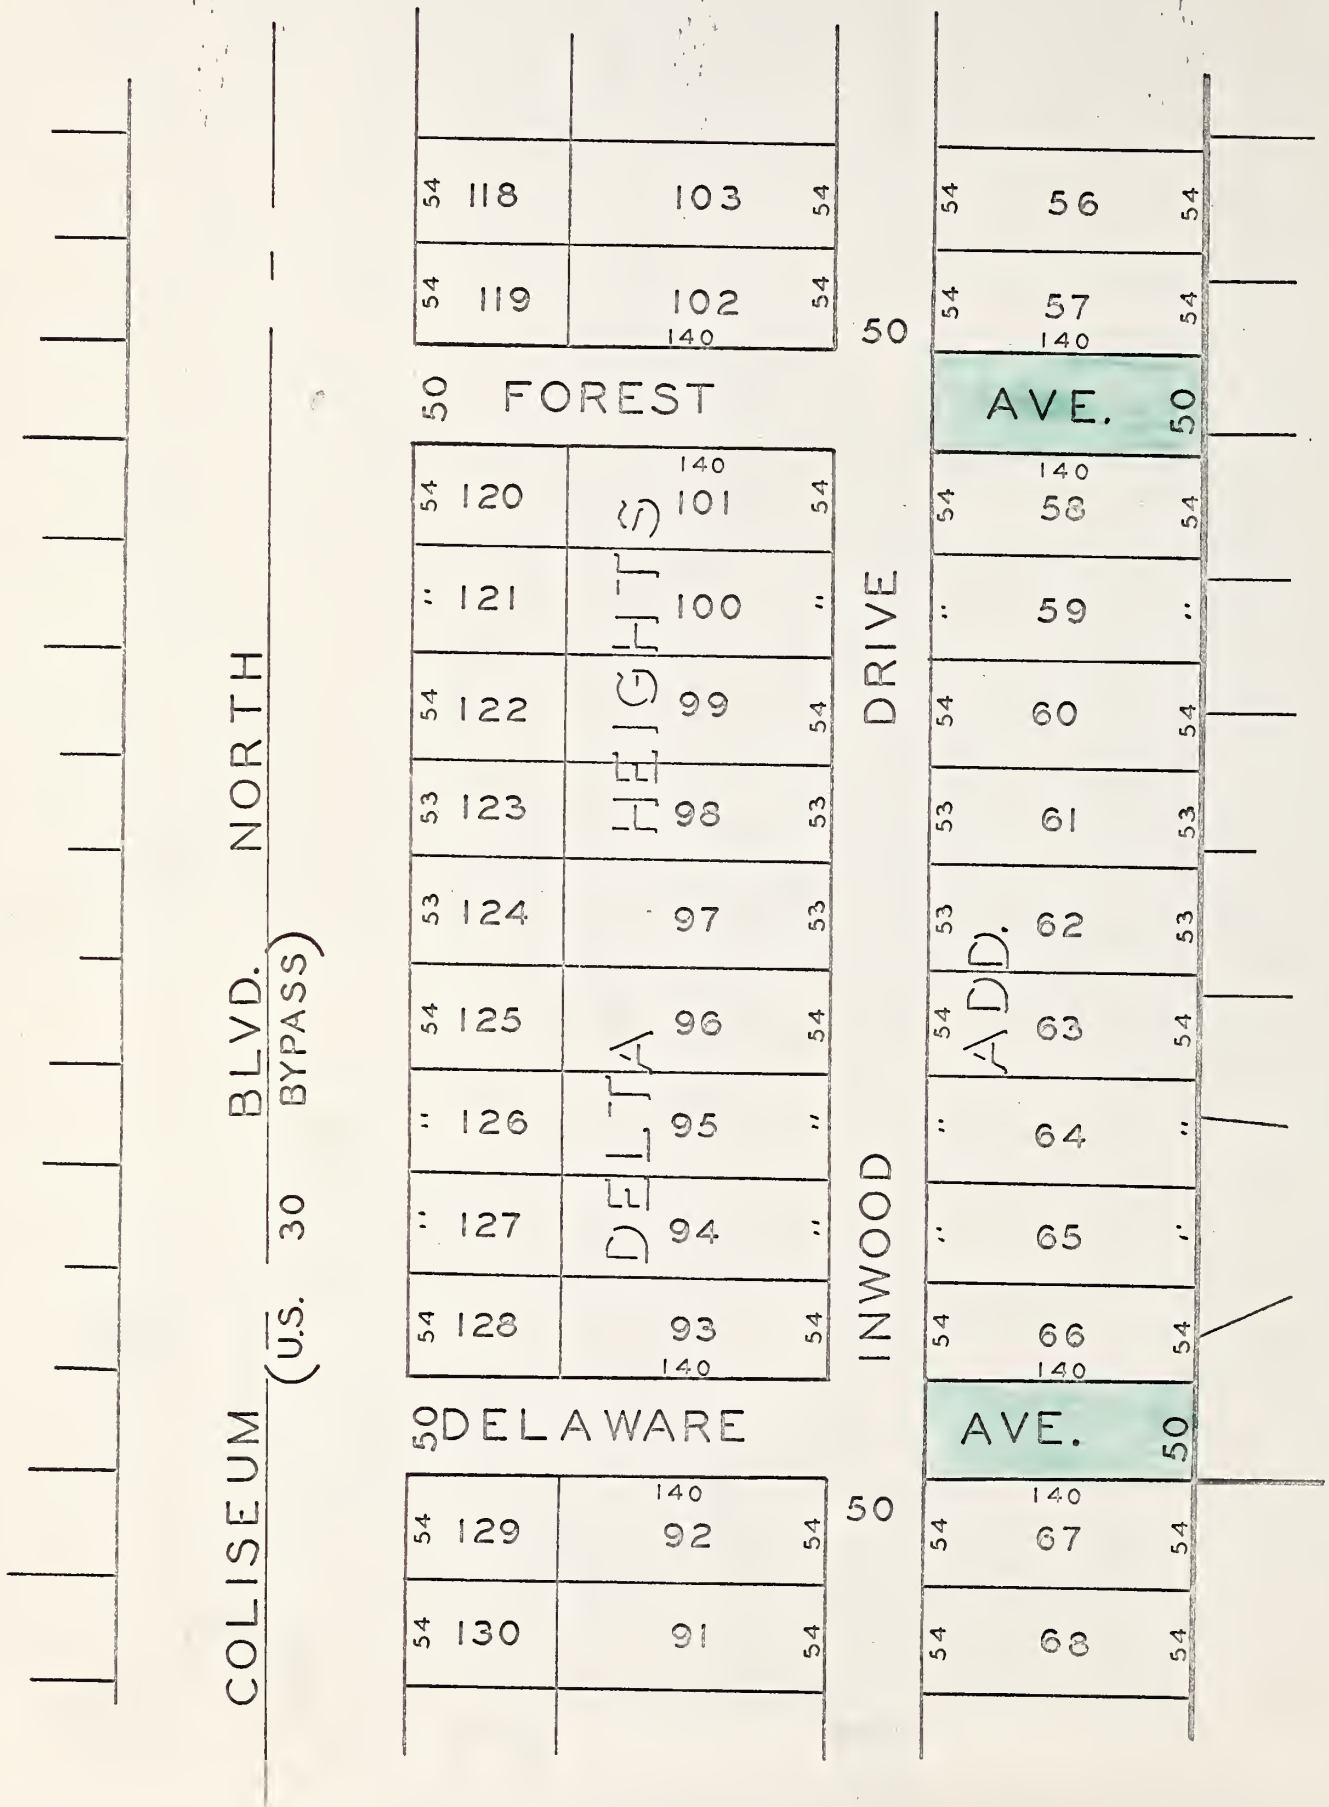 54 118 103 54 54 56 54
54 119 102 54 54 57 54
140 50 140
50 FOREST AVE. 50
140 140
54 120 101 54 54 58 54
" 121 100 " " 59 "
54 122 99 54 54 60 54
53 123 98 53 53 61 53
53 124 97 53 53 62 53
54 125 96 54 54 63 54
" 126 95 " " 64 "
" 127 94 " " 65 "
54 128 93 54 54 66 54
140 140
50 DELAWARE AVE. 50
140 50 140
54 129 92 54 54 67 54
54 130 91 54 54 68 54
COLISEUM BLVD. NORTH
(U.S. 30 BYPASS)
DELTA HEIGHTS
INWOOD DRIVE
ADD.